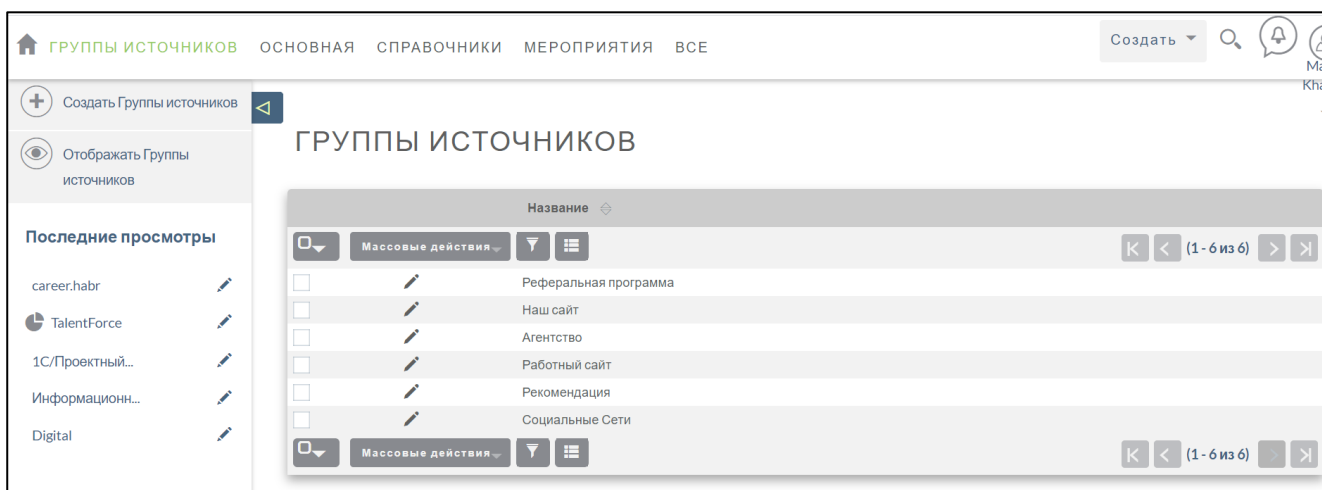 ГРУППЫ ИСТОЧНИКОВ ОСНОВНАЯ СПРАВОЧНИКИ МЕРОПРИЯТИЯ ВСЕ Создать
Ma
Kha
Создать Группы источников
Отображать Группы
источников
Последние просмотры
career.habr
TalentForce
1С/Проектный...
Информационн...
Digital
ГРУППЫ ИСТОЧНИКОВ
Название
Массовые действия (1 - 6 из 6)
Реферальная программа
Наш сайт
Агентство
Работный сайт
Рекомендация
Социальные Сети
Массовые действия (1 - 6 из 6)